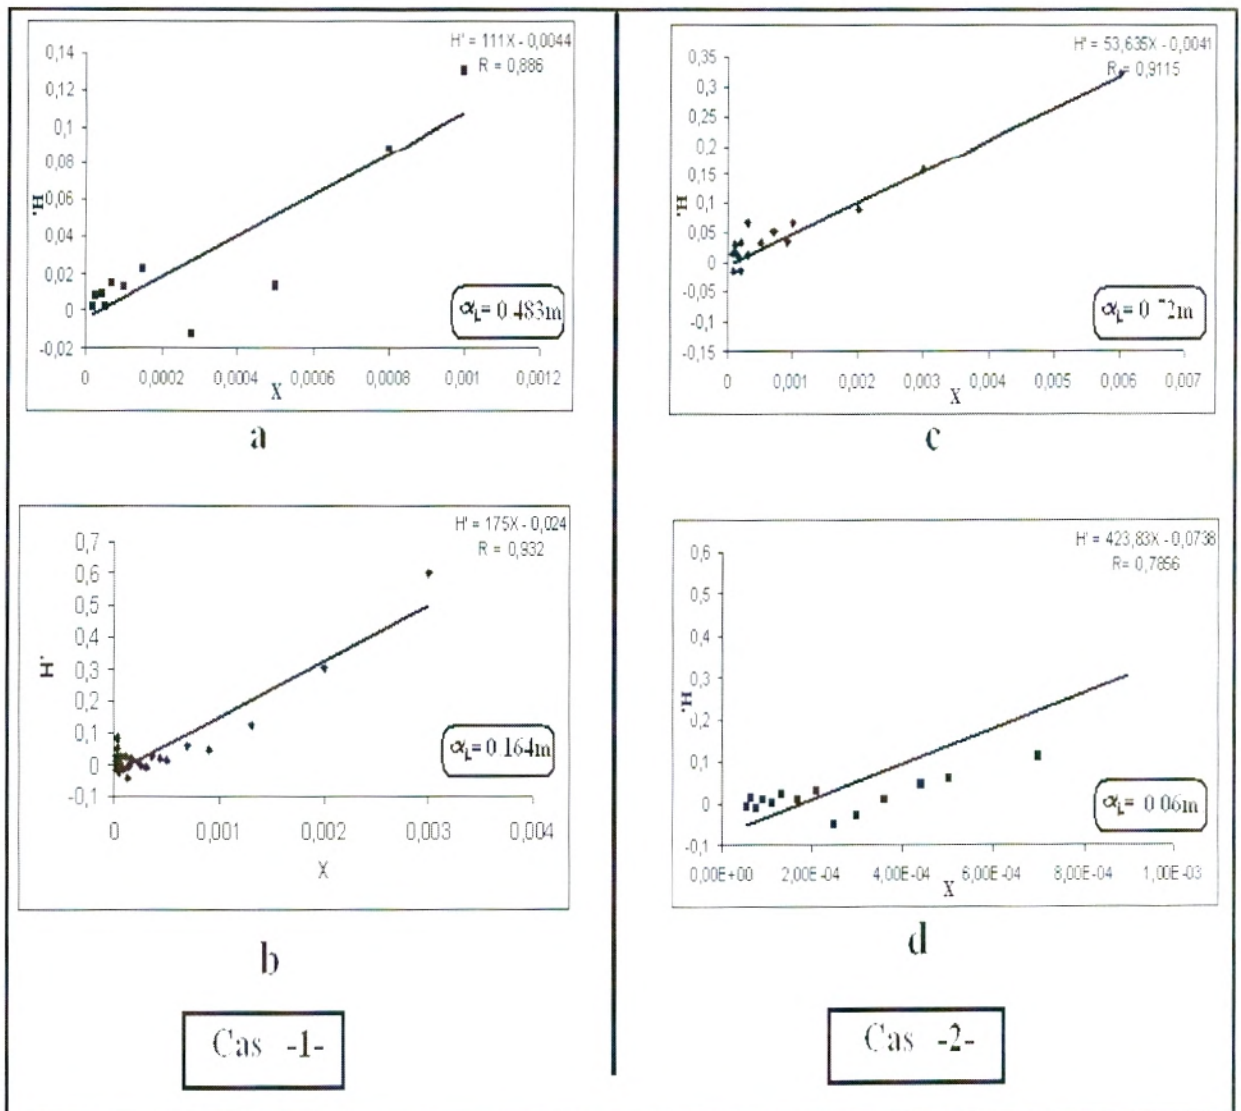 H' = 111X - 0,0044
R = 0,886
0,14
0,12
0,1
0,08
0,06
0,04
0,02
0
-0,02
H'
0 0,0002 0,0004 0,0006 0,0008 0,001 0,0012
X
αL= 0.483m
a
H' = 53,635X - 0,0041
R = 0,9115
0,35
0,3
0,25
0,2
0,15
0,1
0,05
0
-0,05
-0,1
-0,15
H'
0 0,001 0,002 0,003 0,004 0,005 0,006 0,007
X
αL= m
c
H' = 175X - 0,024
R = 0,932
0,7
0,6
0,5
0,4
0,3
0,2
0,1
0
-0,1
H'
0 0,001 0,002 0,003 0,004
X
αL= 0.164m
b
H' = 423,83X - 0,0738
R= 0,7856
0,6
0,5
0,4
0,3
0,2
0,1
0
-0,1
H'
0,00E+00 2,00E-04 4,00E-04 6,00E-04 8,00E-04 1,00E-03
X
αL= 0.06m
d
Cas -1-
Cas -2-